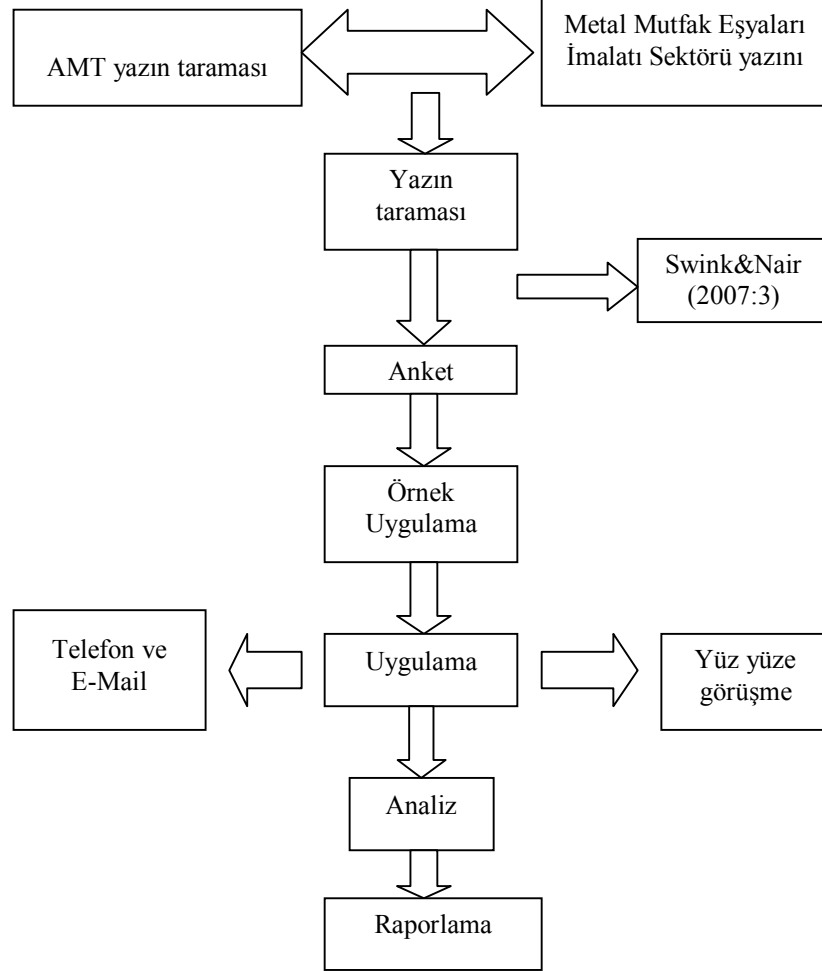 AMT yazın taraması
Metal Mutfak Eşyaları
İmalatı Sektörü yazını
Yazın
taraması
Swink&Nair
(2007:3)
Anket
Örnek
Uygulama
Telefon ve
E-Mail
Uygulama
Yüz yüze
görüşme
Analiz
Raporlama